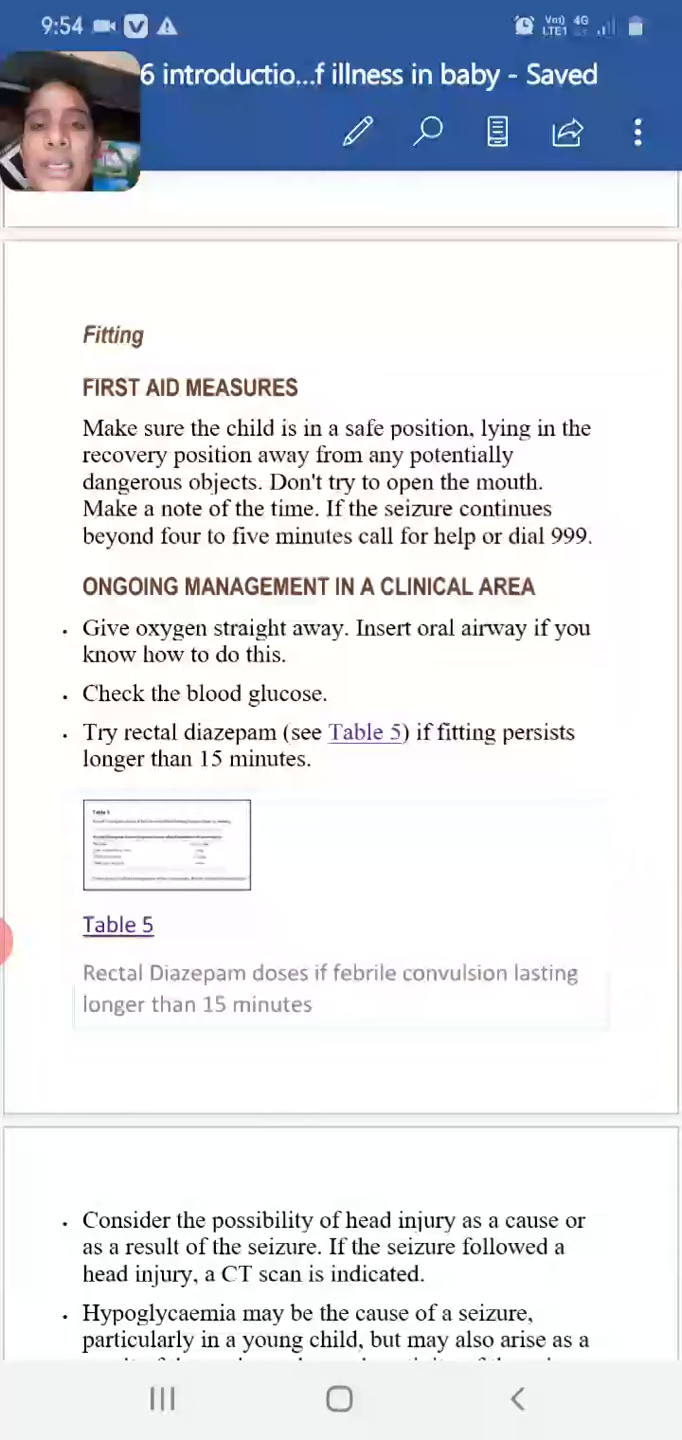 9:54
Vo))
4G
LTE1
6 introductio...f illness in baby - Saved
Fitting
FIRST AID MEASURES
Make sure the child is in a safe position, lying in the
recovery position away from any potentially
dangerous objects. Don't try to open the mouth.
Make a note of the time. If the seizure continues
beyond four to five minutes call for help or dial 999.
ONGOING MANAGEMENT IN A CLINICAL AREA
• Give oxygen straight away. Insert oral airway if you
know how to do this.
• Check the blood glucose.
• Try rectal diazepam (see Table 5) if fitting persists
longer than 15 minutes.
Table 5
Table 5
Rectal Diazepam doses if febrile convulsion lasting
longer than 15 minutes
• Consider the possibility of head injury as a cause or
as a result of the seizure. If the seizure followed a
head injury, a CT scan is indicated.
• Hypoglycaemia may be the cause of a seizure,
particularly in a young child, but may also arise as a